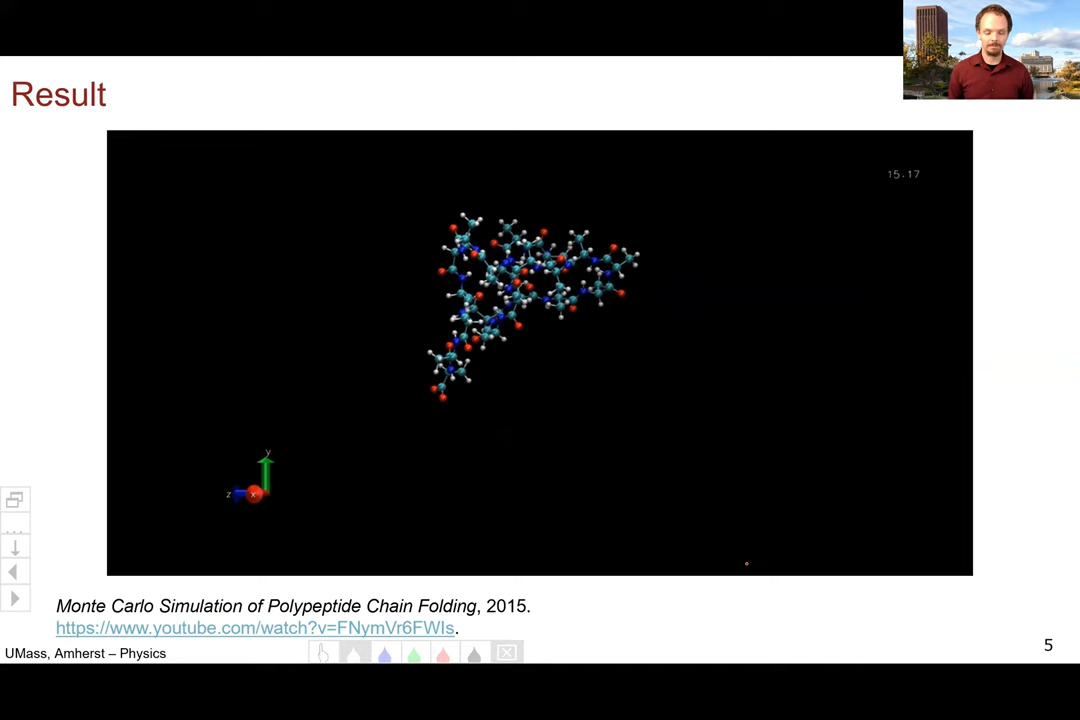 Result
15.17
y
z
x
Monte Carlo Simulation of Polypeptide Chain Folding, 2015.
https://www.youtube.com/watch?v=FNymVr6FWIs.
UMass, Amherst – Physics
5